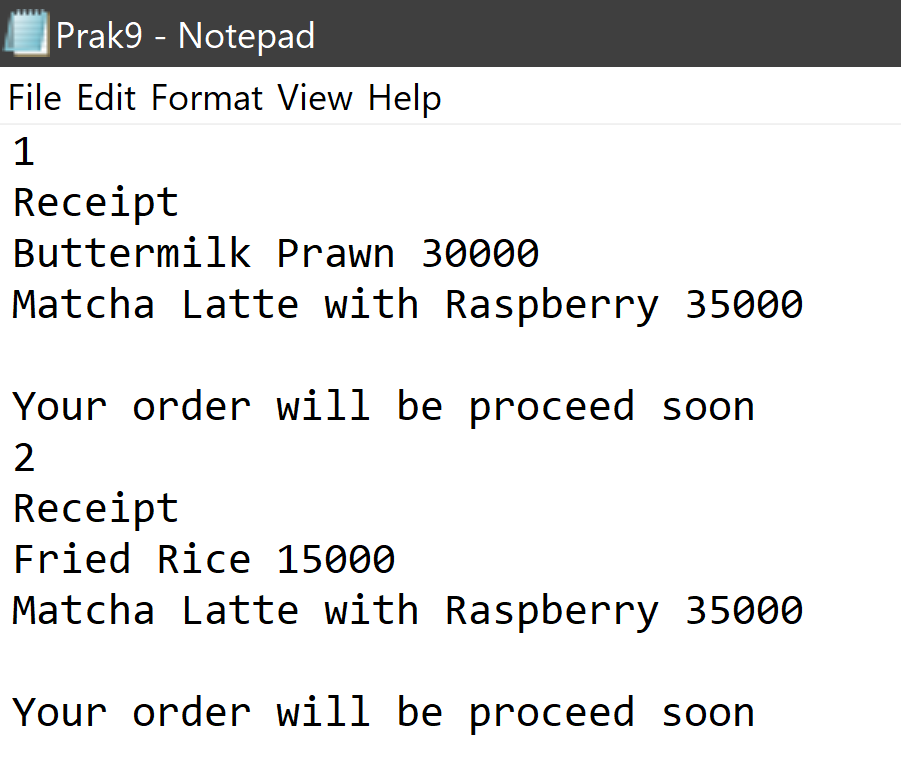 Prak9 - Notepad
File Edit Format View Help
1
Receipt
Buttermilk Prawn 30000
Matcha Latte with Raspberry 35000

Your order will be proceed soon
2
Receipt
Fried Rice 15000
Matcha Latte with Raspberry 35000

Your order will be proceed soon